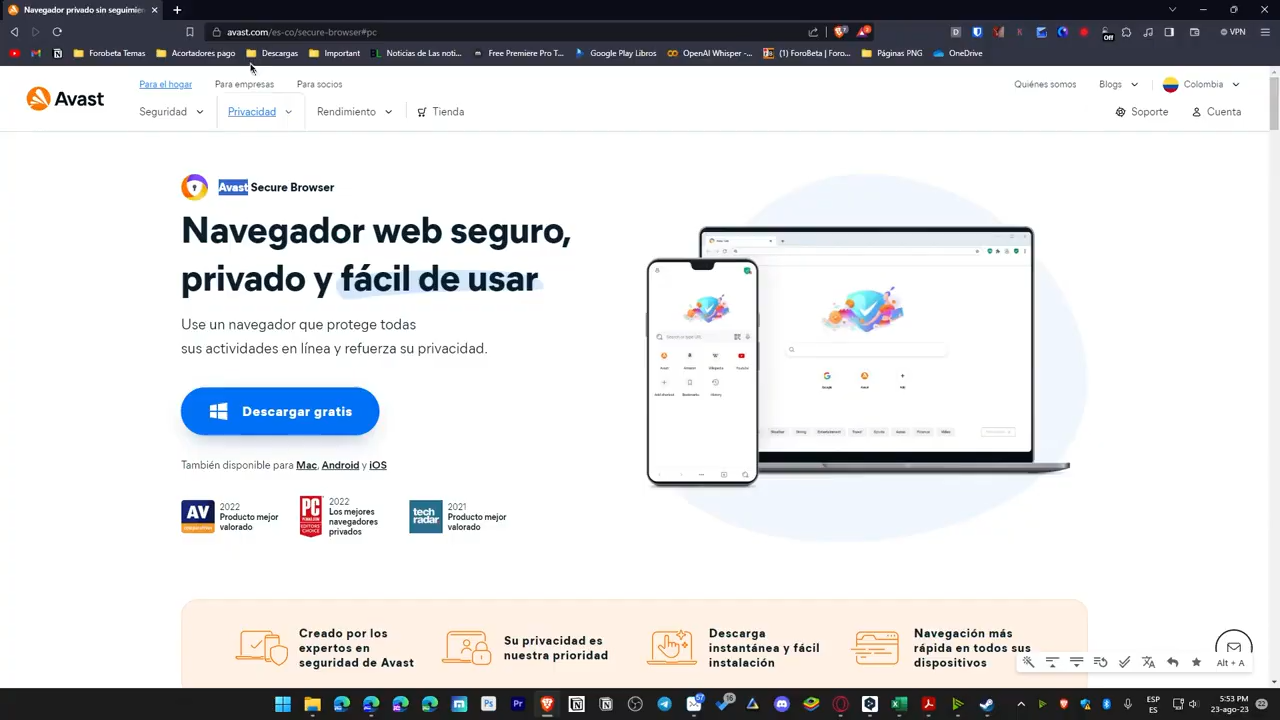 Navegador privado sin seguimien
avast.com/es-co/secure-browser#pc
VPN
Forobeta Temas
Acortadores pago
Descargas
Important
Noticias de Las noti...
Free Premiere Pro T...
Google Play Libros
OpenAI Whisper -...
[ForoBeta] - Foro...
Páginas PNG
OneDrive
Para el hogar
Para empresas
Para socios
Quiénes somos
Blogs
Colombia
Avast
Seguridad
Privacidad
Rendimiento
Tienda
Soporte
Cuenta
Avast Secure Browser
Navegador web seguro,
privado y fácil de usar
Use un navegador que protege todas
sus actividades en línea y refuerza su privacidad.
Descargar gratis
También disponible para Mac, Android y iOS
AV
2022
Producto mejor
valorado
PC
2022
Los mejores
navegadores
privados
tech
radar
2021
Producto mejor
valorado
Creado por los
expertos en
seguridad de Avast
Su privacidad es
nuestra prioridad
Descarga
instantánea y fácil
instalación
Navegación más
rápida en todos sus
dispositivos
Alt + A
ESP
ES
5:53 PM
23-ago-23